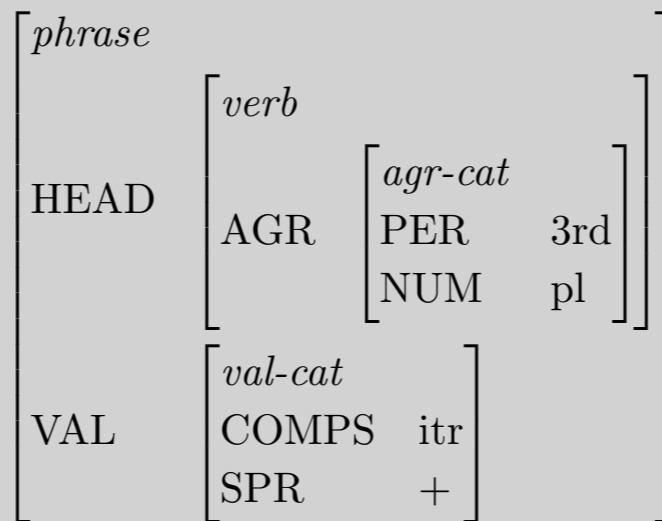 phrase
verb
agr-cat
HEAD AGR PER 3rd
NUM pl
val-cat
VAL COMPS itr
SPR +